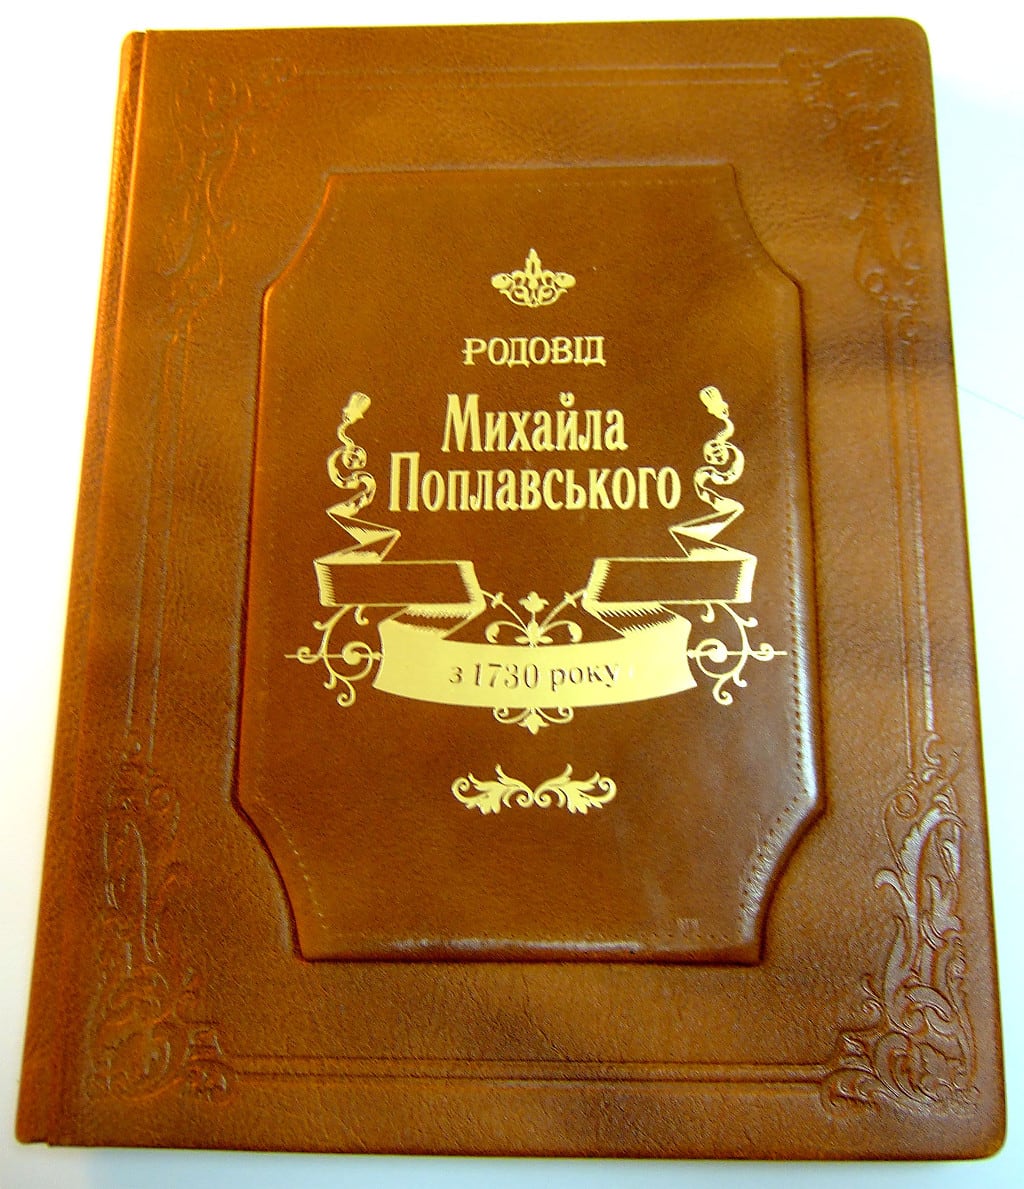 РОДОВІД
Михайла
Поплавського
з 1730 року